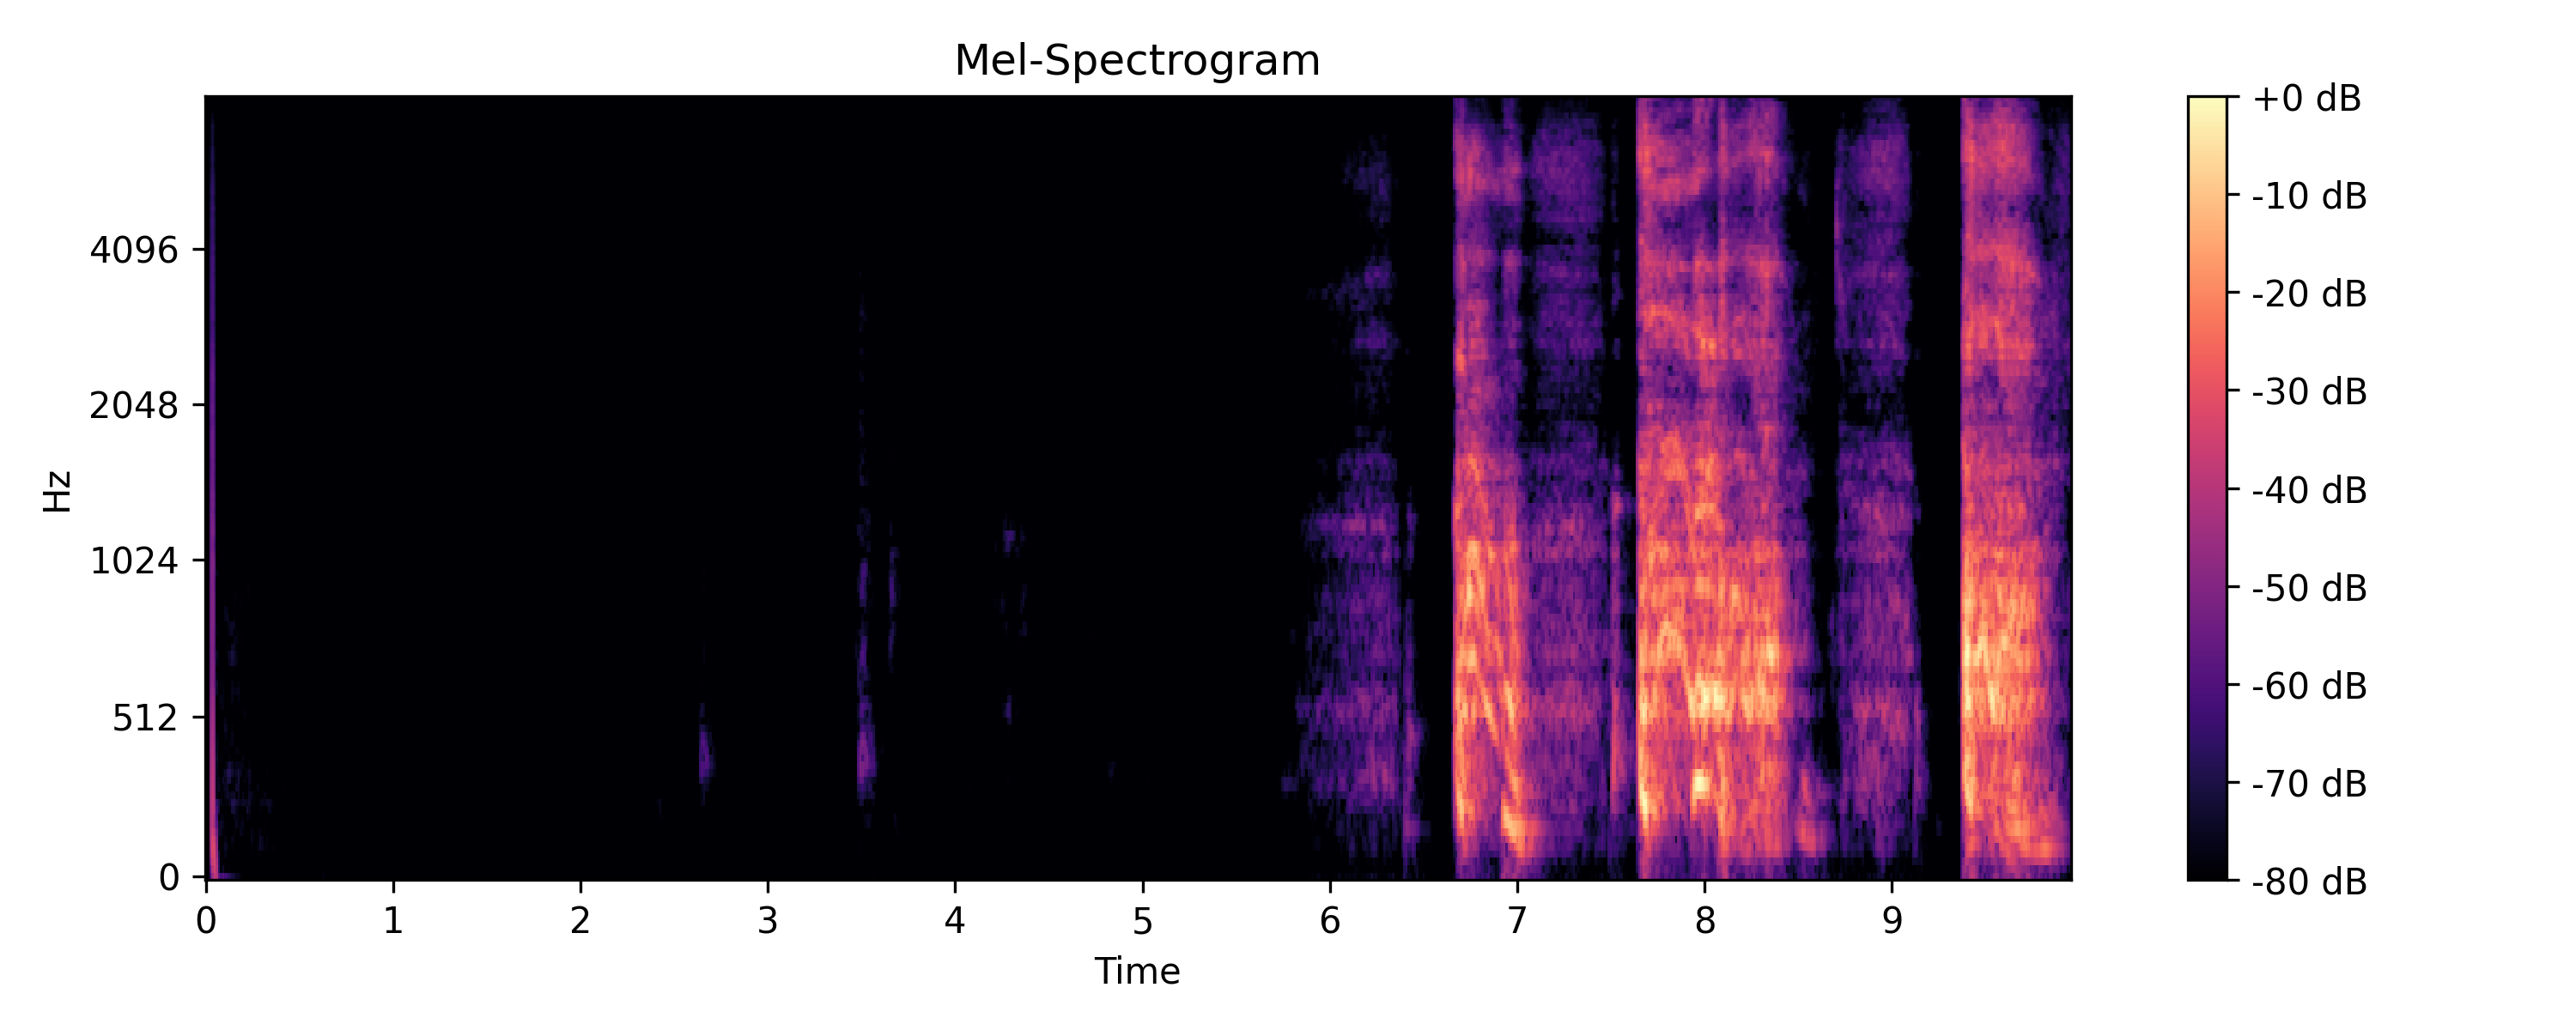 Mel-Spectrogram
+0 dB
-10 dB
-20 dB
-30 dB
-40 dB
-50 dB
-60 dB
-70 dB
-80 dB
Hz
4096
2048
1024
512
0
0 1 2 3 4 5 6 7 8 9
Time